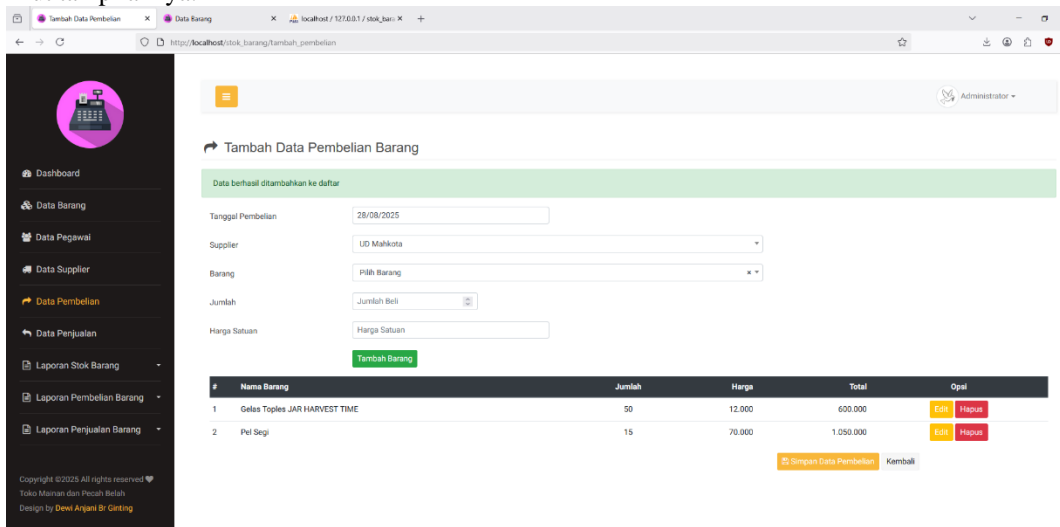 Tambah Data Pembelian
Data Barang
localhost / 127.0.0.1 / stok_bara
http://localhost/stok_barang/tambah_pembelian
Administrator
Tambah Data Pembelian Barang
Dashboard
Data Barang
Data Pegawai
Data Supplier
Data Pembelian
Data Penjualan
Laporan Stok Barang
Laporan Pembelian Barang
Laporan Penjualan Barang
Copyright ©2025 All rights reserved
Toko Mainan dan Pecah Belah
Design by Dewi Anjani Br Ginting
Data berhasil ditambahkan ke daftar
Tanggal Pembelian 28/08/2025
Supplier UD Mahkota
Barang Pilih Barang
Jumlah Jumlah Beli
Harga Satuan Harga Satuan
Tambah Barang
# Nama Barang Jumlah Harga Total Opsi
1 Gelas Toples JAR HARVEST TIME 50 12.000 600.000 Edit Hapus
2 Pel Segi 15 70.000 1.050.000 Edit Hapus
Simpan Data Pembelian Kembali